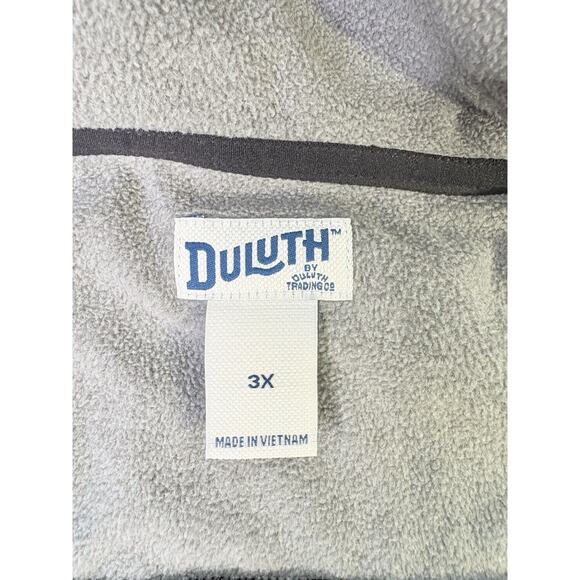 DULUTH™
BY
DULUTH
TRADING CO
3X
MADE IN VIETNAM